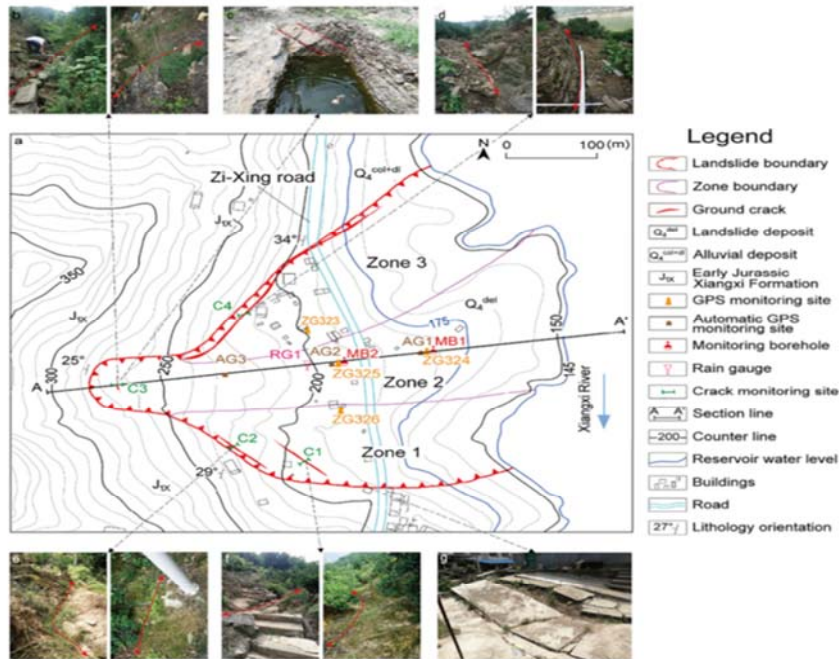 b
c
d
a
N
0 100 (m)
Zi-Xing road
Q₄ᶜᵒˡ⁺ᵈˡ
J₁ₓ
34°
Zone 3
350
C4
Q₄ᵈᵉˡ
ZG323
175
J₁ₓ
150
A'
AG1 MB1
25°
250
AG3
RG1
AG2 MB2
ZG324
A
300
C3
200
ZG325
Zone 2
145
ZG326
Xiangxi River
C2
C1
Zone 1
J₁ₓ
29°
Legend
Landslide boundary
Zone boundary
Ground crack
Q₄ᵈᵉˡ Landslide deposit
Q₄ᶜᵒˡ⁺ᵈˡ Alluvial deposit
J₁ₓ Early Jurassic
Xiangxi Formation
GPS monitoring site
Automatic GPS
monitoring site
Monitoring borehole
Rain gauge
Crack monitoring site
A A' Section line
200 Counter line
Reservoir water level
Buildings
Road
27° Lithology orientation
e
f
g